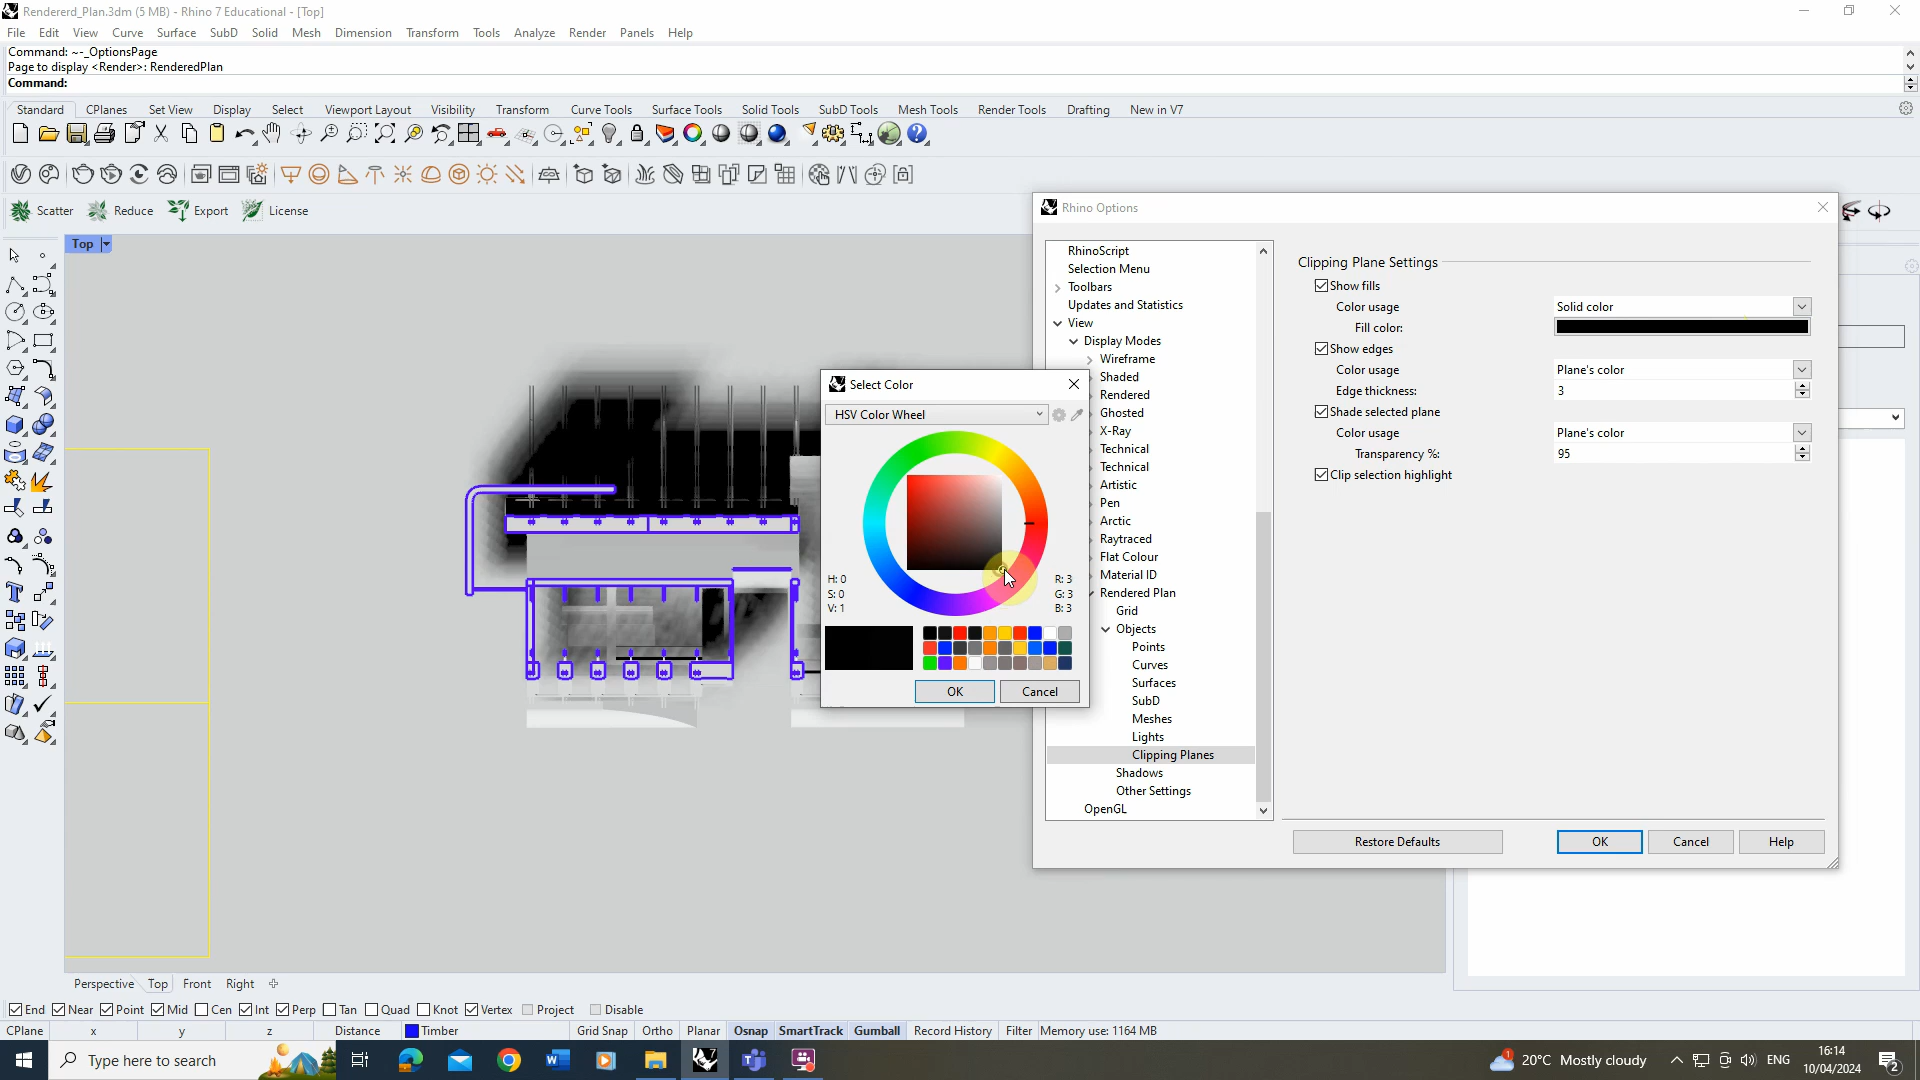 Rendererd_Plan.3dm (5 MB) - Rhino 7 Educational - [Top]
File Edit View Curve Surface SubD Solid Mesh Dimension Transform Tools Analyze Render Panels Help
Command: ~-_OptionsPage
Page to display <Render>: RenderedPlan
Command:
Standard CPlanes Set View Display Select Viewport Layout Visibility Transform Curve Tools Surface Tools Solid Tools SubD Tools Mesh Tools Render Tools Drafting New in V7
Scatter Reduce Export License
Top
Rhino Options
RhinoScript
Selection Menu
Toolbars
Updates and Statistics
View
Display Modes
Wireframe
Shaded
Rendered
Ghosted
X-Ray
Technical
Technical
Artistic
Pen
Arctic
Raytraced
Flat Colour
Material ID
Rendered Plan
Grid
Objects
Points
Curves
Surfaces
SubD
Meshes
Lights
Clipping Planes
Shadows
Other Settings
OpenGL
Clipping Plane Settings
Show fills
Color usage Solid color
Fill color:
Show edges
Color usage Plane's color
Edge thickness: 3
Shade selected plane
Color usage Plane's color
Transparency %: 95
Clip selection highlight
Restore Defaults OK Cancel Help
Select Color
HSV Color Wheel
H: 0 R: 3
S: 0 G: 3
V: 1 B: 3
OK Cancel
Perspective Top Front Right
End Near Point Mid Cen Int Perp Tan Quad Knot Vertex Project Disable
CPlane x y z Distance Timber Grid Snap Ortho Planar Osnap SmartTrack Gumball Record History Filter Memory use: 1164 MB
Type here to search
20°C Mostly cloudy
ENG
16:14
10/04/2024
2